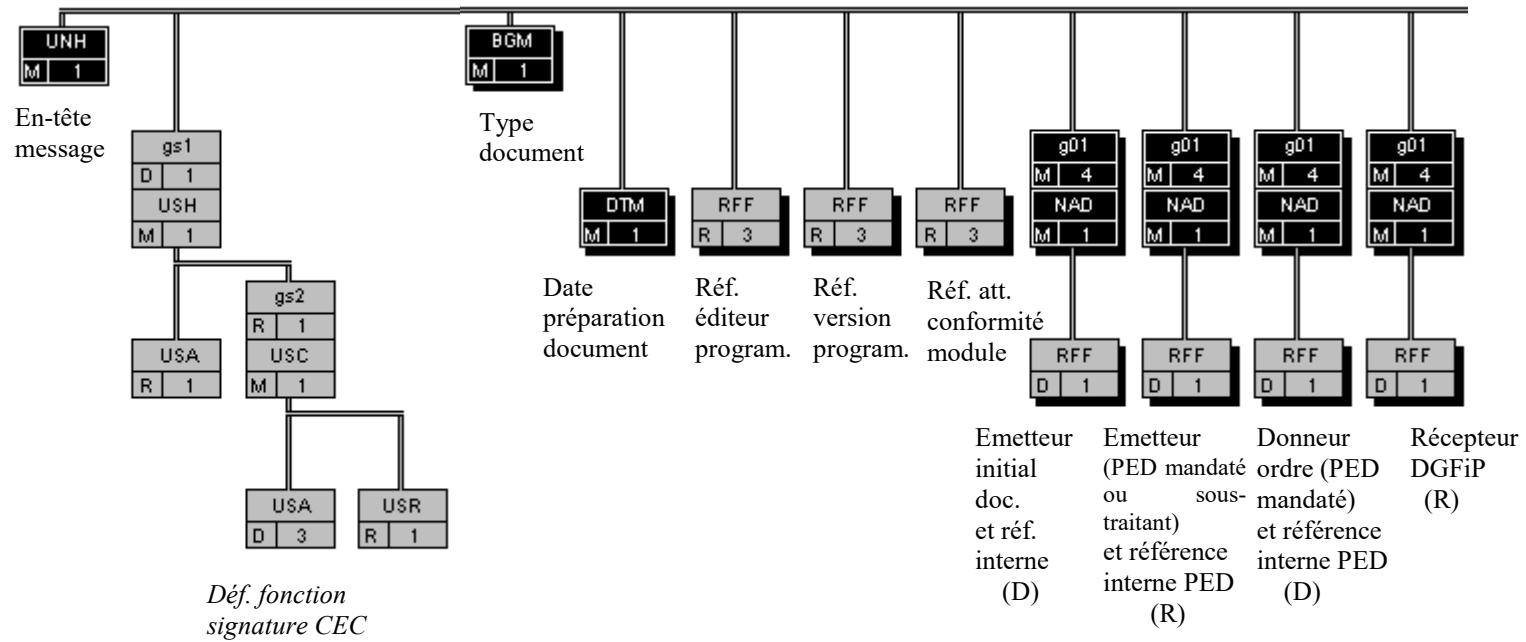 UNH
M 1
En-tête
message
gs1
D 1
USH
M 1
USA
R 1
gs2
R 1
USC
M 1
USA
D 3
USR
R 1
Déf. fonction
signature CEC
BGM
M 1
Type
document
DTM
M 1
Date
préparation
document
RFF
R 3
Réf.
éditeur
program.
RFF
R 3
Réf.
version
program.
RFF
R 3
Réf. att.
conformité
module
g01
M 4
NAD
M 1
RFF
D 1
Emetteur
initial
doc.
et réf.
interne
(D)
g01
M 4
NAD
M 1
RFF
D 1
Emetteur
(PED mandaté
ou sous-
traitant)
et référence
interne PED
(R)
g01
M 4
NAD
M 1
RFF
D 1
Donneur
ordre (PED
mandaté)
et référence
interne PED
(D)
g01
M 4
NAD
M 1
RFF
D 1
Récepteur
DGFiP
(R)